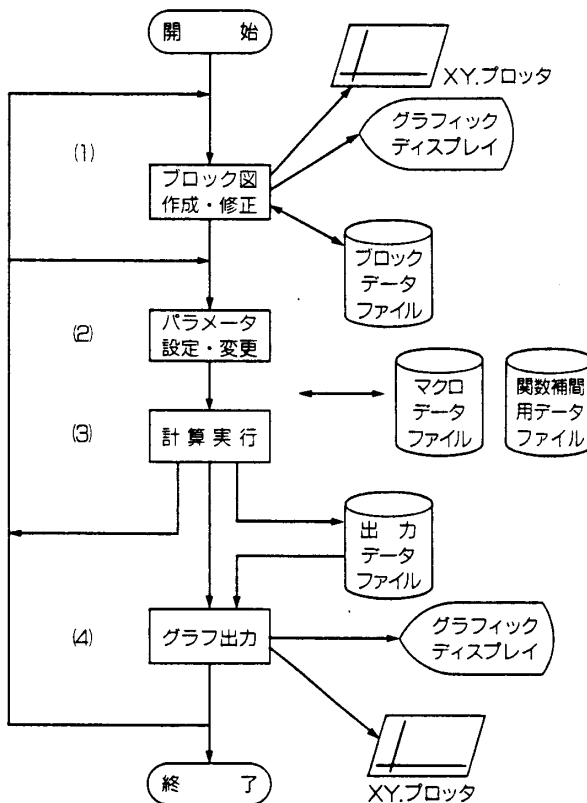 開始
XY.プロッタ
グラフィック
ディスプレイ
(1)
ブロック図
作成・修正
ブロック
データ
ファイル
(2)
パラメータ
設定・変更
マクロ
データ
ファイル
関数補間
用データ
ファイル
(3)
計算実行
出力
データ
ファイル
(4)
グラフ出力
グラフィック
ディスプレイ
XY.プロッタ
終了